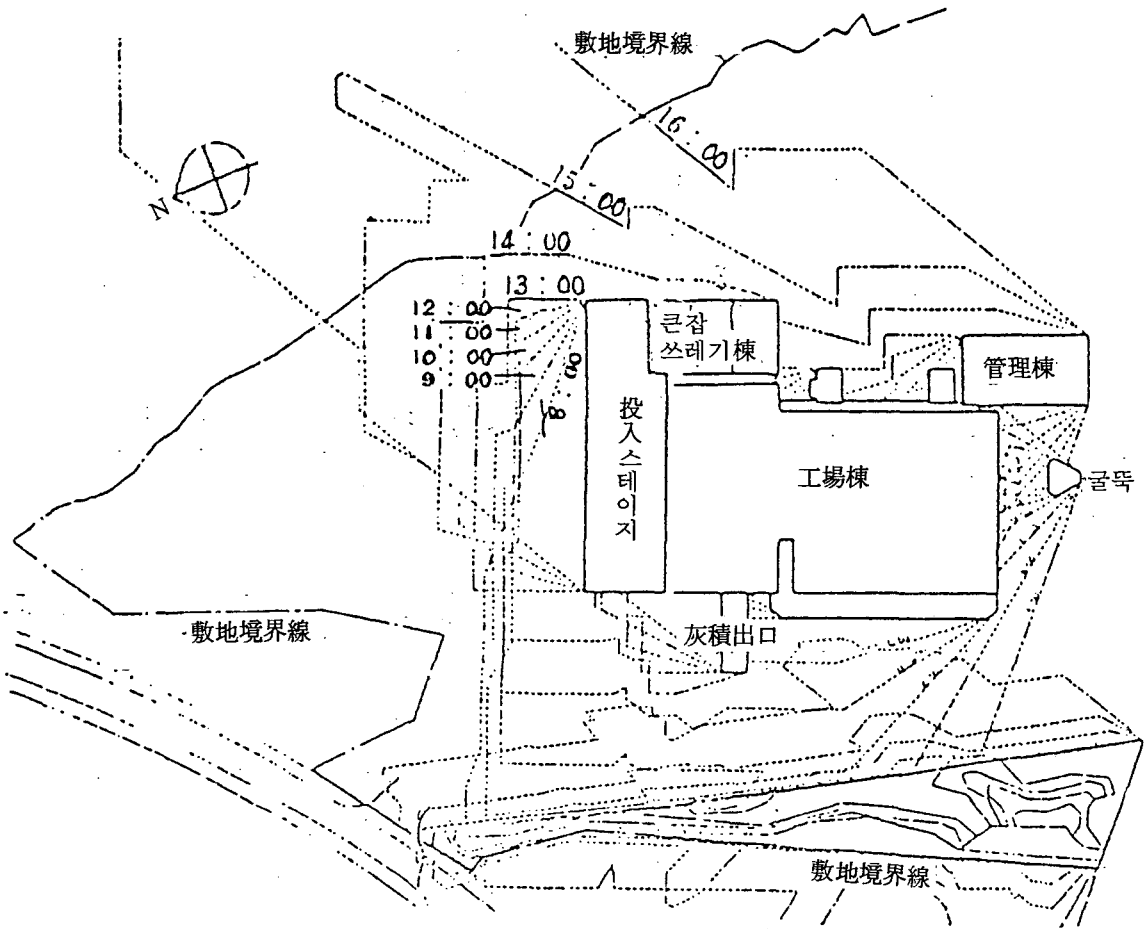 敷地境界線
16:00
N
15:00
14:00
13:00
12:00
11:00
10:00
9:00
8:00
큰잡
쓰레기棟
管理棟
投入스테이지
工場棟
굴뚝
敷地境界線
灰積出口
敷地境界線